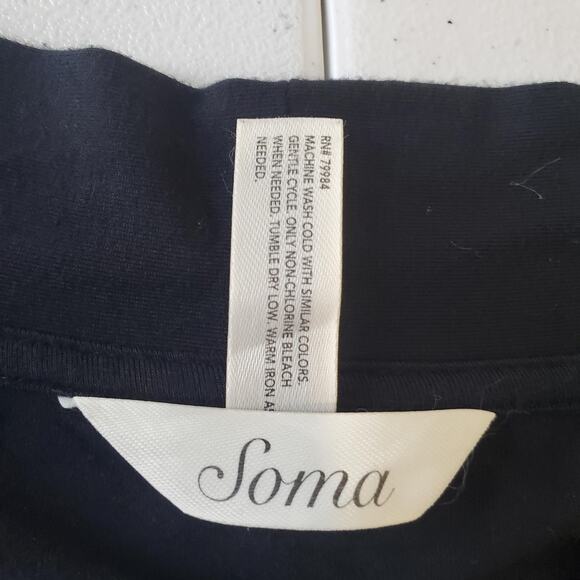 RN# 79984
MACHINE WASH COLD WITH SIMILAR COLORS.
GENTLE CYCLE. ONLY NON-CHLORINE BLEACH
WHEN NEEDED. TUMBLE DRY LOW. WARM IRON AS
NEEDED.
Soma